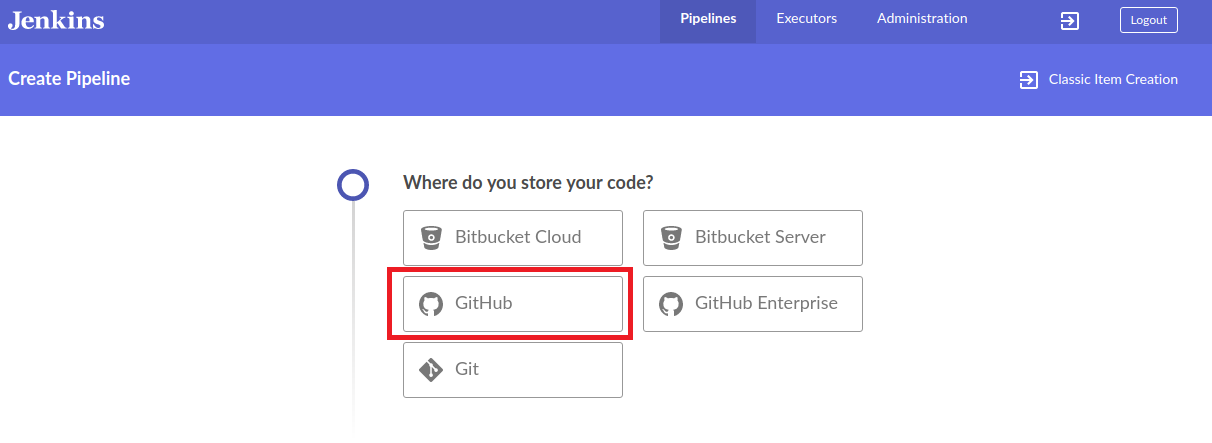 Jenkins
Pipelines
Executors
Administration
Logout
Create Pipeline
Classic Item Creation
Where do you store your code?
Bitbucket Cloud
Bitbucket Server
GitHub
GitHub Enterprise
Git